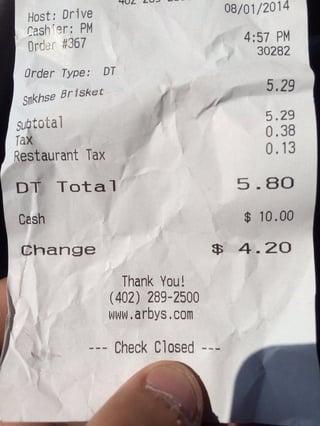 Host: Drive 08/01/2014
Cashier: PM 4:57 PM
Order #367 30282
Order Type: DT
Smkhse Brisket 5.29
Subtotal 5.29
Tax 0.38
Restaurant Tax 0.13
DT Total 5.80
Cash $ 10.00
Change $ 4.20
Thank You!
(402) 289-2500
www.arbys.com
--- Check Closed ---